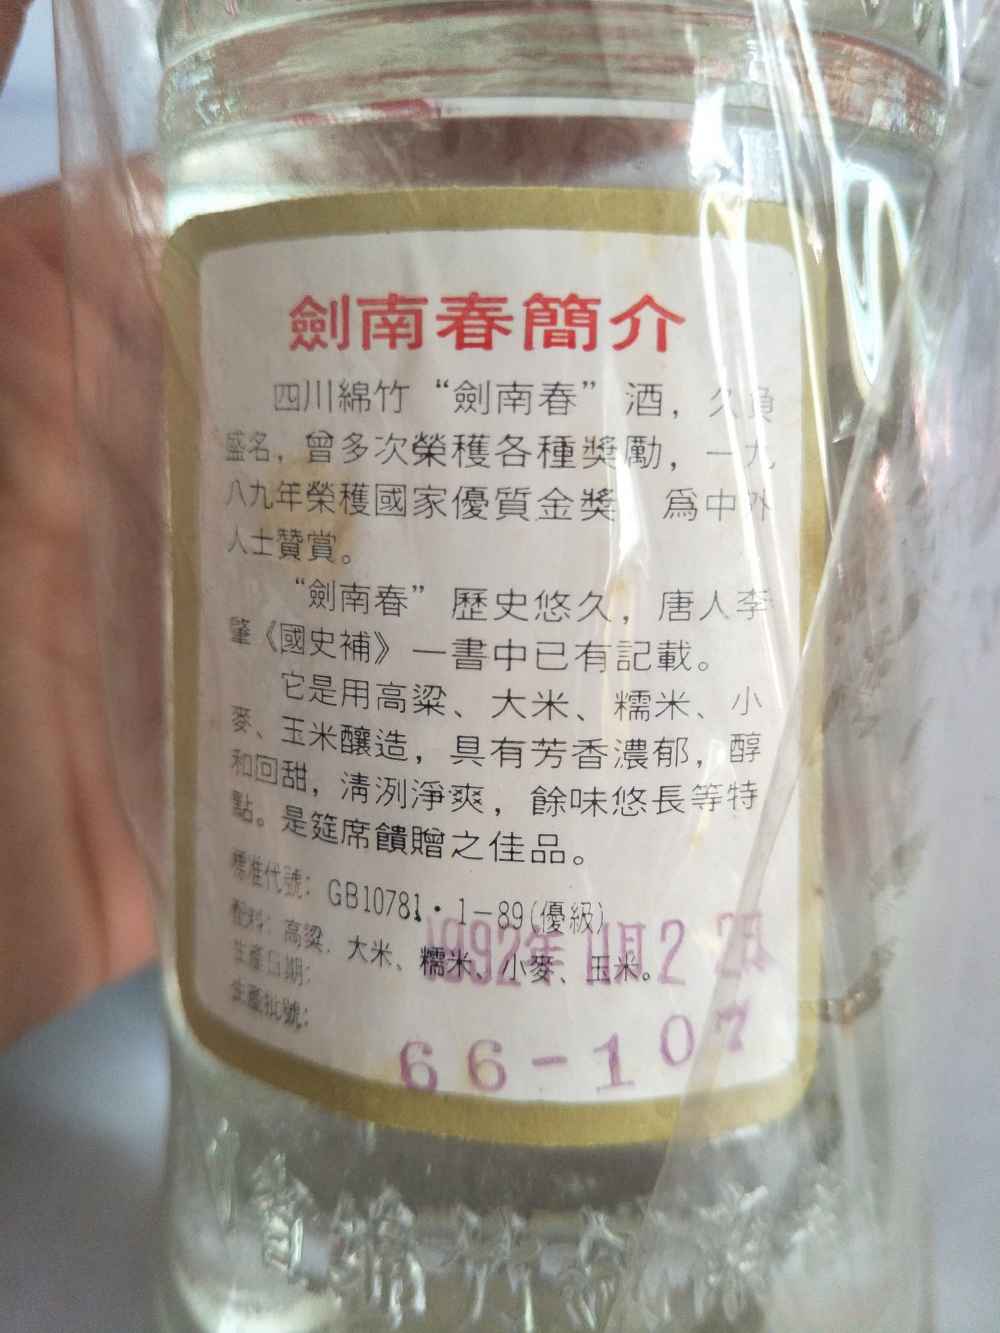 劍南春簡介
四川綿竹“劍南春”酒，久負
盛名，曾多次榮獲各種獎勵，一九
八九年榮獲國家優質金獎 爲中外
人士贊賞。
“劍南春”歷史悠久，唐人李
肇《國史補》一書中已有記載。
它是用高粱、大米、糯米、小
麥、玉米釀造，具有芳香濃郁，醇
和回甜，清洌淨爽，餘味悠長等特
點。是筵席饋贈之佳品。
標准代號：GB10781·1－89(優級)
配料：高粱、大米、糯米、小麥、玉米。
生產日期：1992年11月2
生產批號：66-107